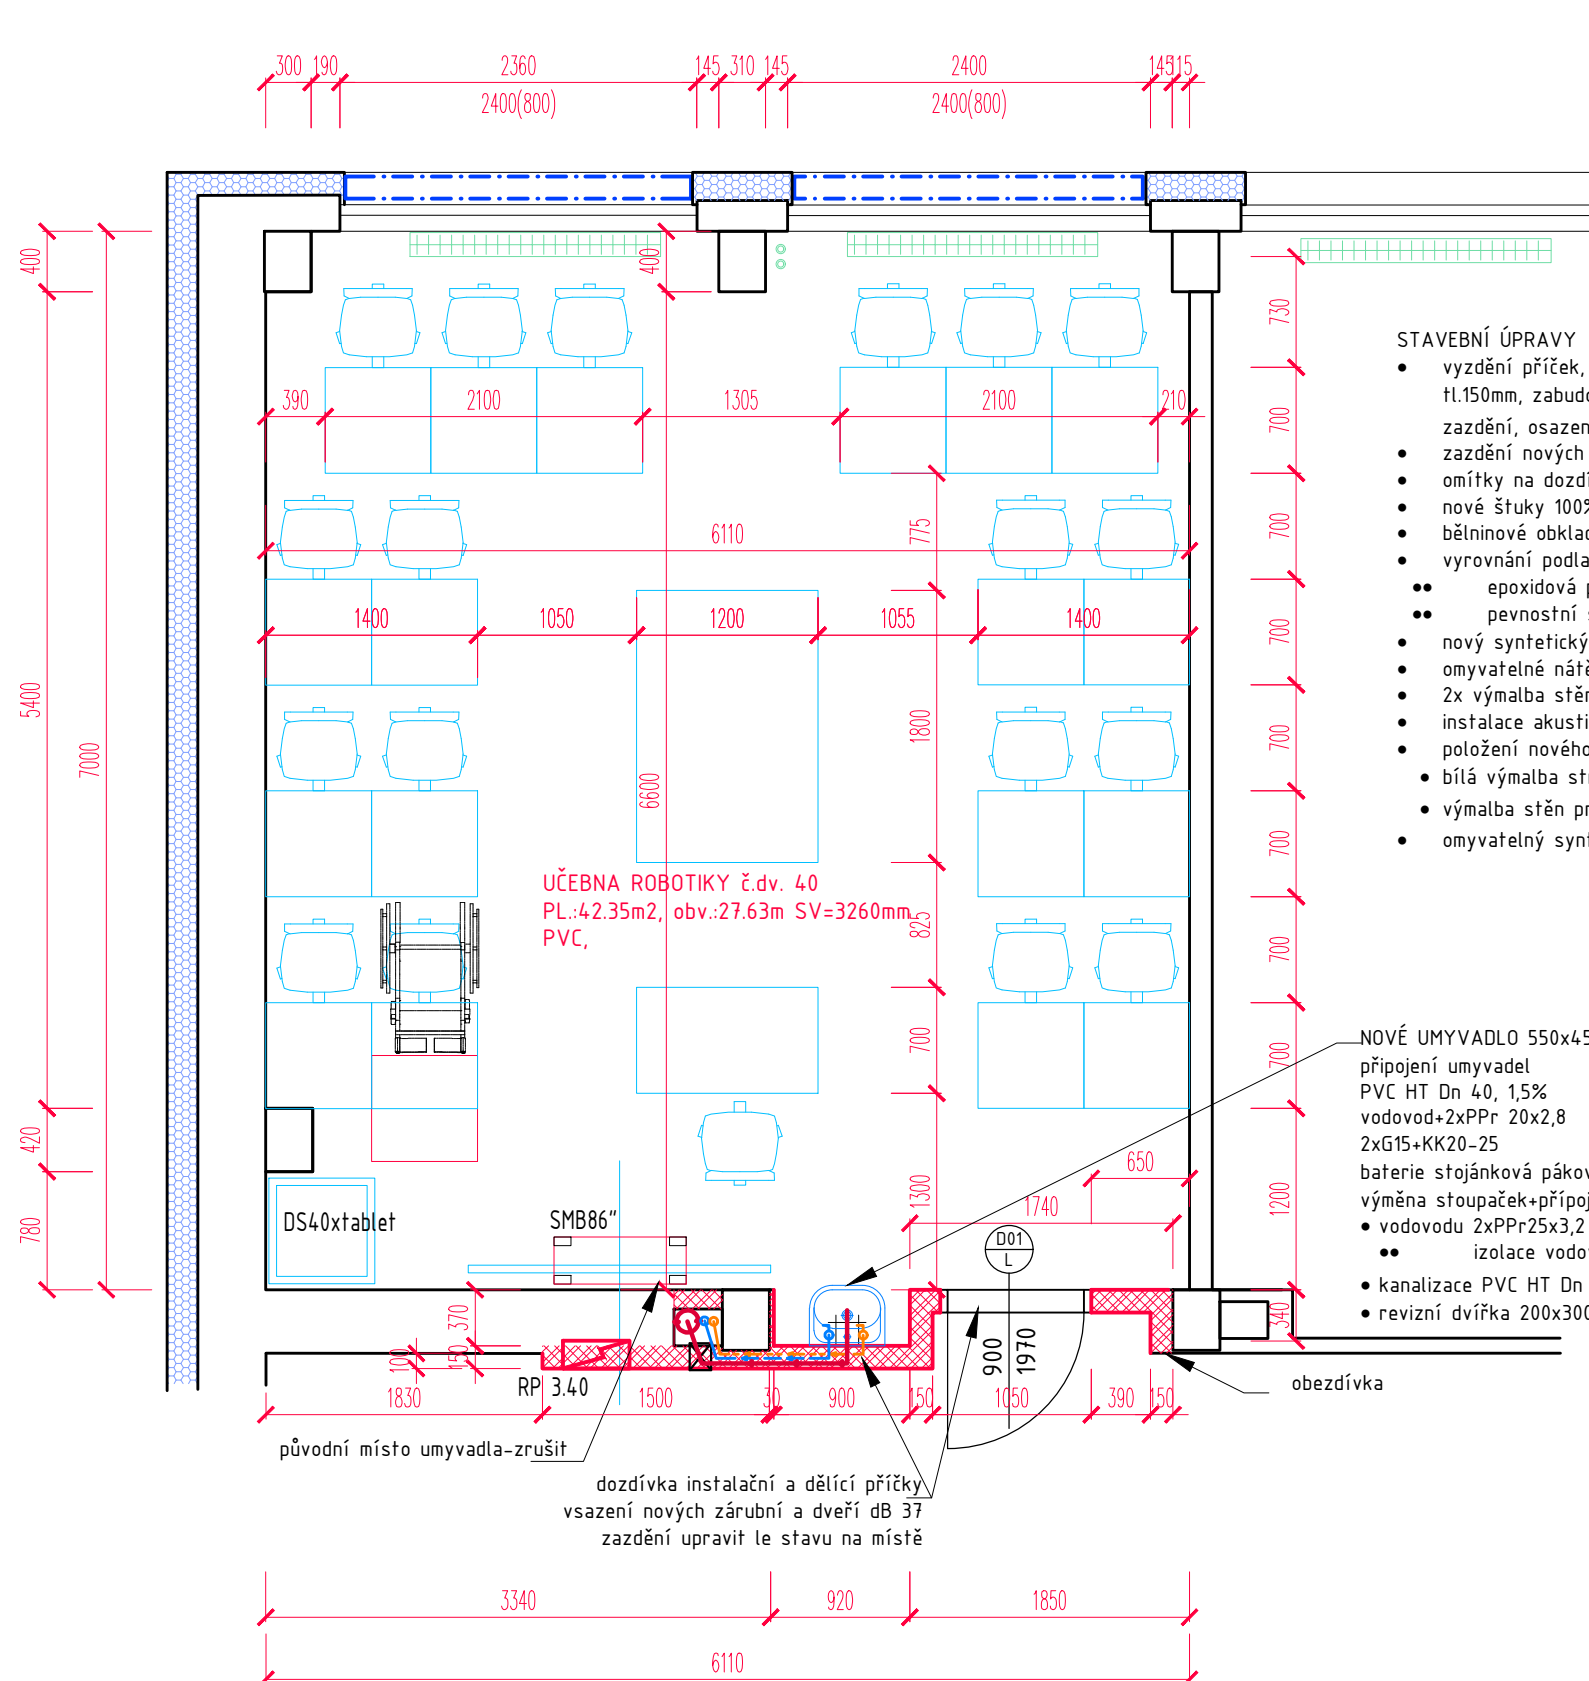 300 190 2360 145 310 145 2400 145 115
2400(800) 2400(800)
400
400
730
STAVEBNÍ ÚPRAVY
• vyzdění příček,
tl.150mm, zabudo
zazdění, osazen
• zazdění nových
• omítky na dozdí
• nové štuky 100%
• bělninové obklad
• vyrovnání podla
•• epoxidová p
•• pevnostní s
• nový syntetický
• omyvatelné nátě
• 2x výmalba stěn
• instalace akusti
• položení nového
• bílá výmalba str
• výmalba stěn pr
• omyvatelný synt
390 2100 1305 2100 210
700
775
700
6110
1400 1050 1200 1055 1400
700
5400
7000
1800
700
6600
700
UČEBNA ROBOTIKY č.dv. 40
PL.:42.35m2, obv.:27.63m SV=3260mm
PVC,
825
700
700
700
NOVÉ UMYVADLO 550x45
připojení umyvadel
PVC HT Dn 40, 1,5%
vodovod+2xPPr 20x2,8
2xG15+KK20-25
baterie stojánková pákov
výměna stoupaček+přípoj
• vodovodu 2xPPr25x3,2
•• izolace vodov
• kanalizace PVC HT Dn
• revizní dvířka 200x300
420
650
1300
1740
1200
780
DS40xtablet
SMB86"
D01
L
370
340
100
150
900
1970
RP 3.40
obezdívka
1830 1500 30 900 150 1050 390 150
původní místo umyvadla-zrušit
dozdívka instalační a dělící příčky
vsazení nových zárubní a dveří dB 37
zazdění upravit le stavu na místě
3340 920 1850
6110